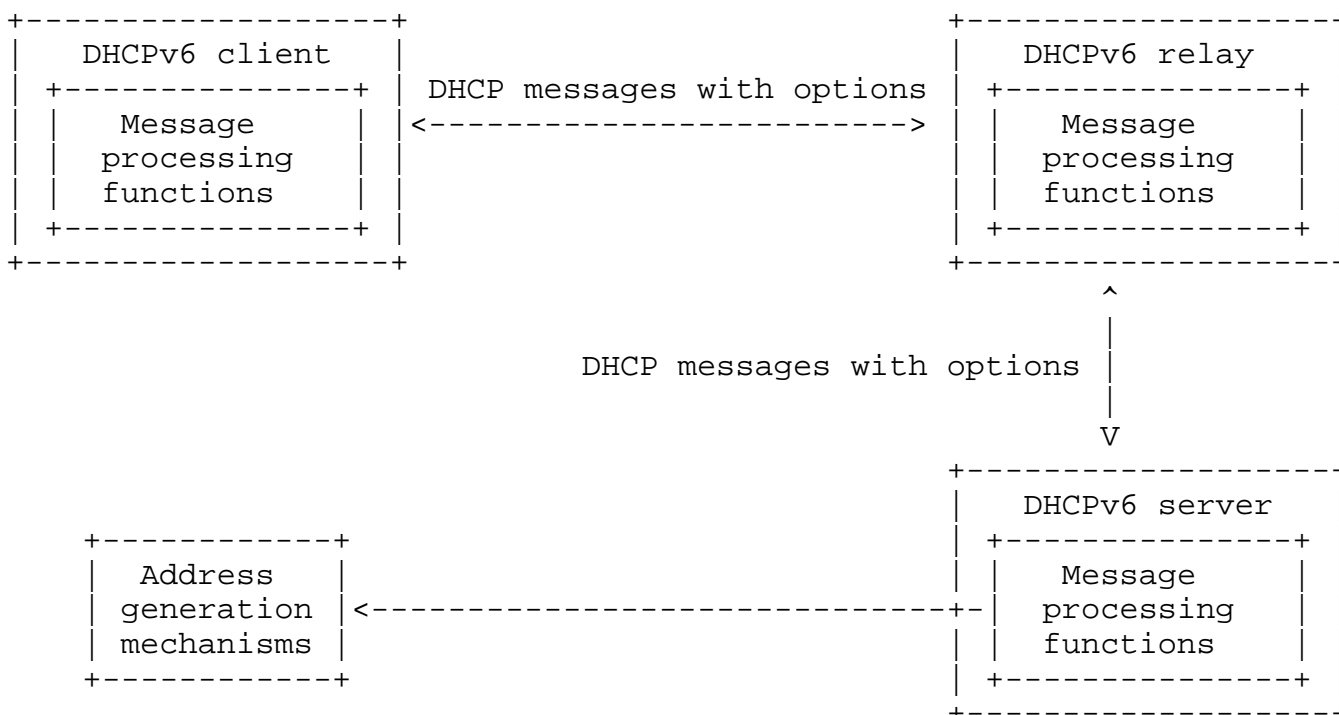 DHCPv6 client
DHCPv6 relay
DHCP messages with options
Message
processing
functions
Message
processing
functions
DHCP messages with options
DHCPv6 server
Address
generation
mechanisms
Message
processing
functions